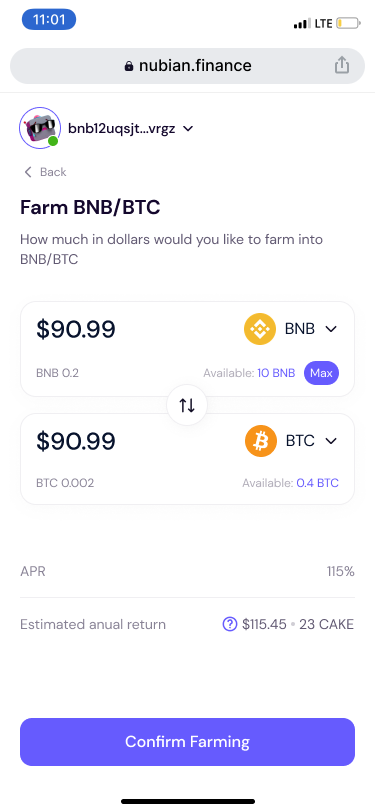 11:01
LTE
nubian.finance
bnb12uqsjt...vrgz
Back
Farm BNB/BTC
How much in dollars would you like to farm into
BNB/BTC
$90.99 BNB
BNB 0.2 Available: 10 BNB Max
$90.99 BTC
BTC 0.002 Available: 0.4 BTC
APR 115%
Estimated anual return ? $115.45 • 23 CAKE
Confirm Farming